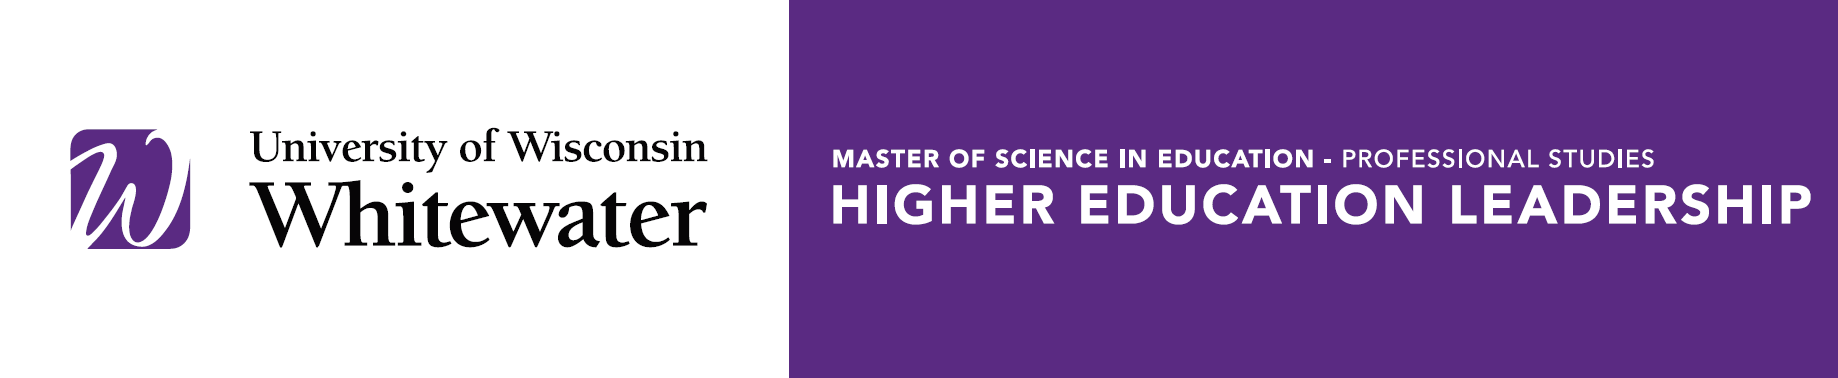 University of Wisconsin
Whitewater
MASTER OF SCIENCE IN EDUCATION - PROFESSIONAL STUDIES
HIGHER EDUCATION LEADERSHIP